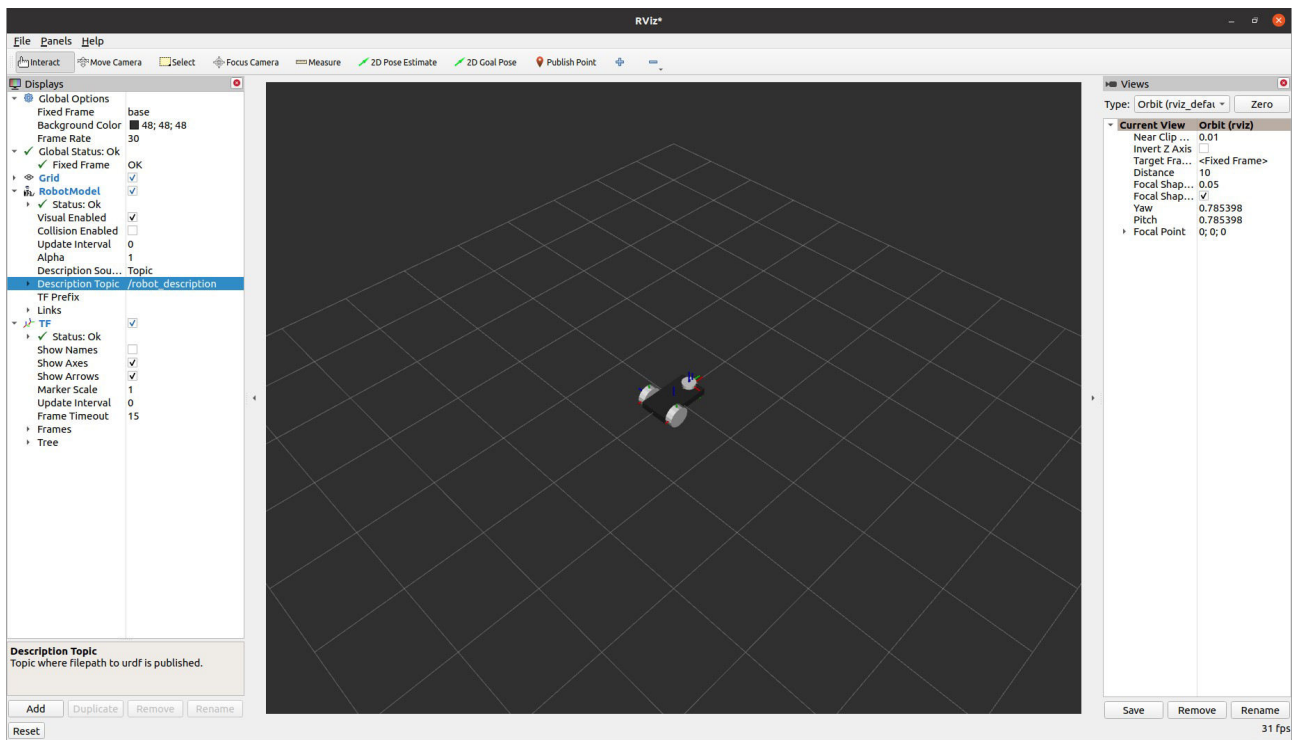 RViz*
File Panels Help
Interact Move Camera Select Focus Camera Measure 2D Pose Estimate 2D Goal Pose Publish Point
Displays
Global Options
Fixed Frame base
Background Color 48; 48; 48
Frame Rate 30
Global Status: Ok
Fixed Frame OK
Grid
RobotModel
Status: Ok
Visual Enabled
Collision Enabled
Update Interval 0
Alpha 1
Description Sou... Topic
Description Topic /robot_description
TF Prefix
Links
TF
Status: Ok
Show Names
Show Axes
Show Arrows
Marker Scale 1
Update Interval 0
Frame Timeout 15
Frames
Tree
Description Topic
Topic where filepath to urdf is published.
Add Duplicate Remove Rename
Reset
Views
Type: Orbit (rviz_defau Zero
Current View Orbit (rviz)
Near Clip ... 0.01
Invert Z Axis
Target Fra... <Fixed Frame>
Distance 10
Focal Shap... 0.05
Focal Shap...
Yaw 0.785398
Pitch 0.785398
Focal Point 0; 0; 0
Save Remove Rename
31 fps